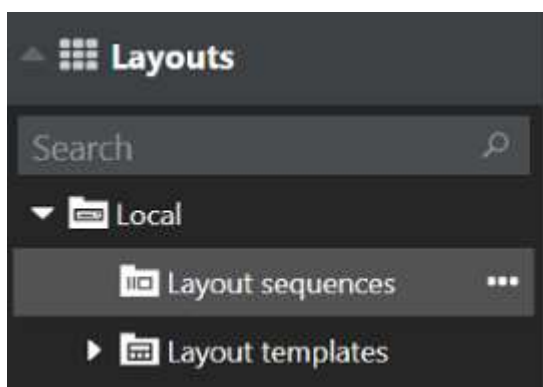 Layouts
Search
Local
Layout sequences
Layout templates